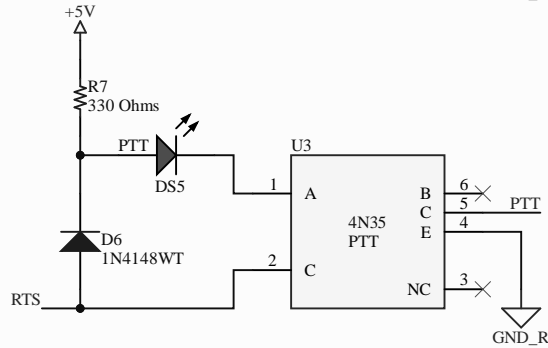 +5V
R7
330 Ohms
PTT
DS5
U3
1
A
B
6
C
5
PTT
4N35
PTT
E
4
D6
1N4148WT
2
C
NC
3
RTS
GND_R